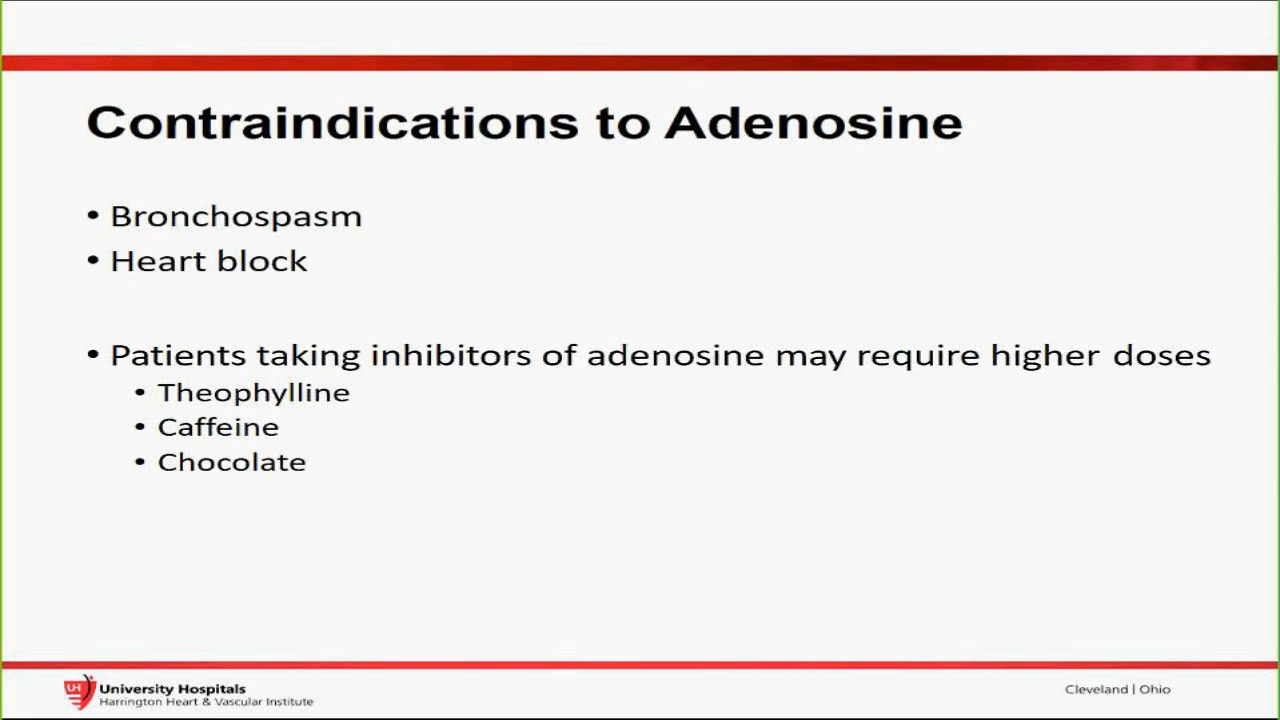 Contraindications to Adenosine
• Bronchospasm
• Heart block
• Patients taking inhibitors of adenosine may require higher doses
• Theophylline
• Caffeine
• Chocolate
UH University Hospitals
Harrington Heart & Vascular Institute
Cleveland | Ohio